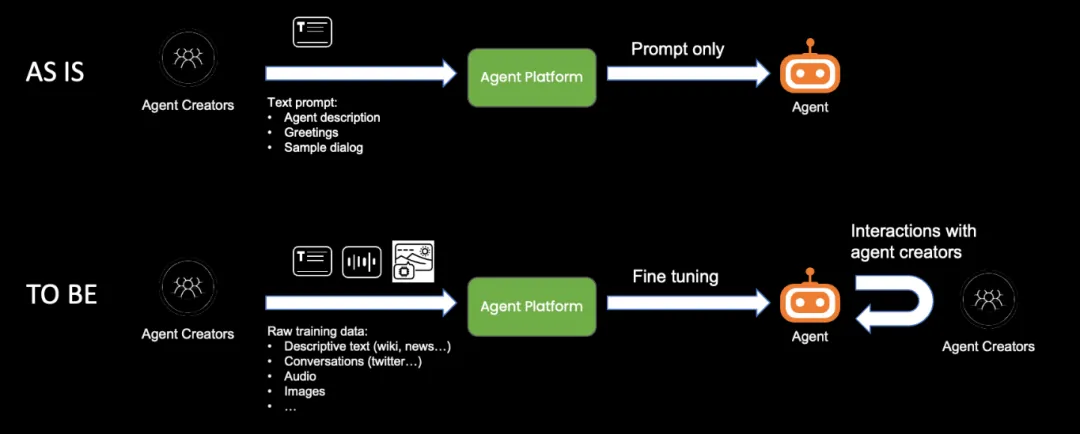 AS IS
Agent Creators
T
Text prompt:
• Agent description
• Greetings
• Sample dialog
Agent Platform
Prompt only
Agent
TO BE
Agent Creators
T
Raw training data:
• Descriptive text (wiki, news...)
• Conversations (twitter...)
• Audio
• Images
• ...
Agent Platform
Fine tuning
Agent
Interactions with
agent creators
Agent Creators